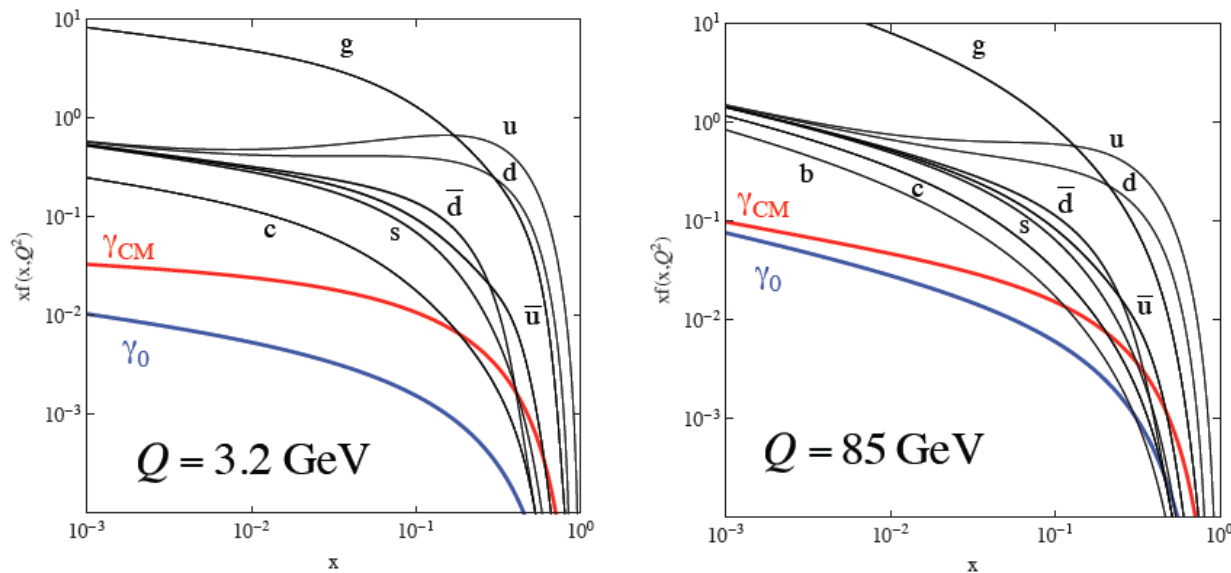 10¹
10⁰
10⁻¹
10⁻²
10⁻³
xf(x,Q²)
g
u
d
d̅
s
c
u̅
γCM
γ₀
Q = 3.2 GeV
10⁻³
10⁻²
10⁻¹
10⁰
x
10¹
10⁰
10⁻¹
10⁻²
10⁻³
xf(x,Q²)
g
u
d
d̅
b
c
s
u̅
γCM
γ₀
Q = 85 GeV
10⁻³
10⁻²
10⁻¹
10⁰
x